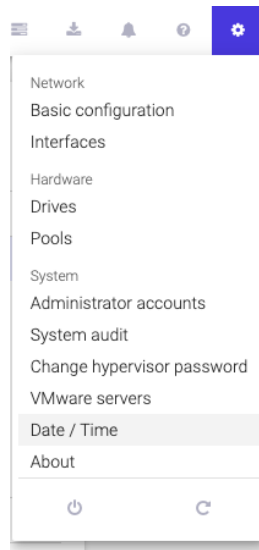 Network
Basic configuration
Interfaces
Hardware
Drives
Pools
System
Administrator accounts
System audit
Change hypervisor password
VMware servers
Date / Time
About